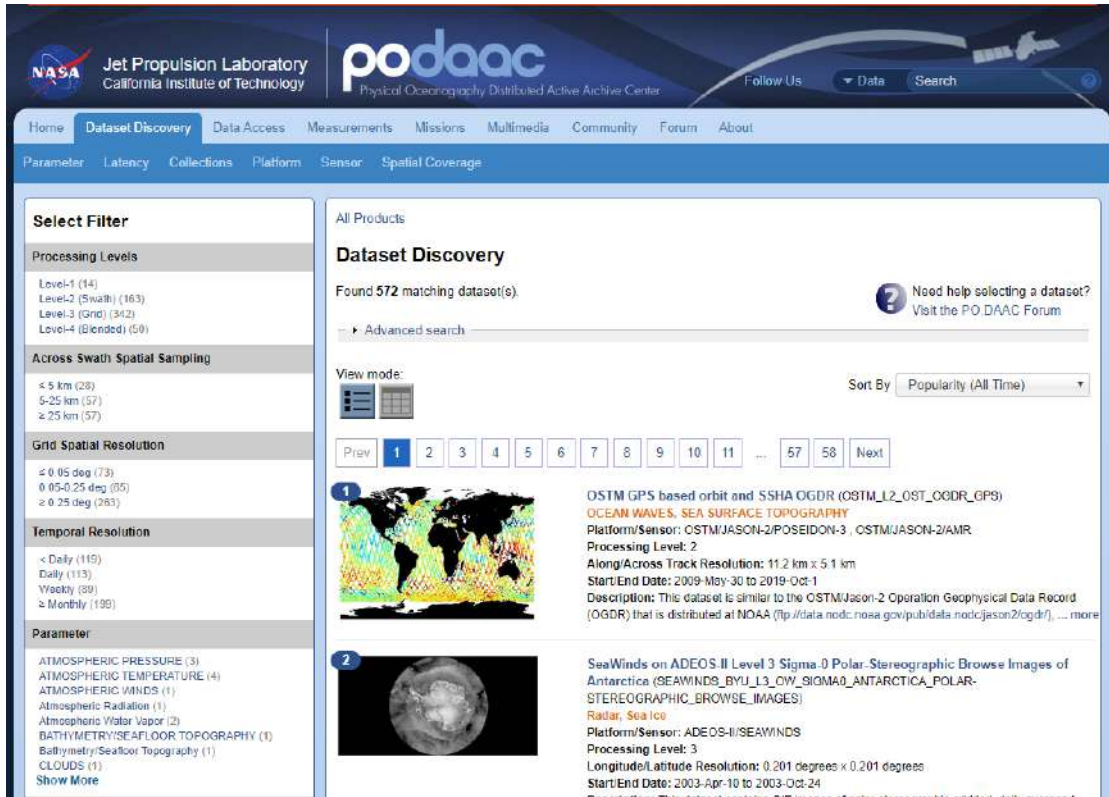 NASA
Jet Propulsion Laboratory
California Institute of Technology
podaac
Physical Oceanography Distributed Active Archive Center
Follow Us
Data
Search
Home Dataset Discovery Data Access Measurements Missions Multimedia Community Forum About
Parameter Latency Collections Platform Sensor Spatial Coverage
Select Filter
Processing Levels
Level-1 (14)
Level-2 (Swath) (163)
Level-3 (Grid) (342)
Level-4 (Blended) (50)
Across Swath Spatial Sampling
≤ 5 km (28)
5-25 km (57)
≥ 25 km (57)
Grid Spatial Resolution
≤ 0.05 deg (73)
0.05-0.25 deg (65)
≥ 0.25 deg (263)
Temporal Resolution
< Daily (119)
Daily (113)
Weekly (89)
≥ Monthly (199)
Parameter
ATMOSPHERIC PRESSURE (3)
ATMOSPHERIC TEMPERATURE (4)
ATMOSPHERIC WINDS (1)
Atmospheric Radiation (1)
Atmospheric Water Vapor (2)
BATHYMETRY/SEAFLOOR TOPOGRAPHY (1)
Bathymetry/Seafloor Topography (1)
CLOUDS (1)
Show More
All Products
Dataset Discovery
Found 572 matching dataset(s).
Need help selecting a dataset?
Visit the PO.DAAC Forum
Advanced search
View mode:
Sort By Popularity (All Time)
Prev 1 2 3 4 5 6 7 8 9 10 11 ... 57 58 Next
1
OSTM GPS based orbit and SSHA OGDR (OSTM_L2_OST_OGDR_GPS)
OCEAN WAVES, SEA SURFACE TOPOGRAPHY
Platform/Sensor: OSTM/JASON-2/POSEIDON-3 , OSTM/JASON-2/AMR
Processing Level: 2
Along/Across Track Resolution: 11.2 km x 5.1 km
Start/End Date: 2009-May-30 to 2019-Oct-1
Description: This dataset is similar to the OSTM/Jason-2 Operation Geophysical Data Record
(OGDR) that is distributed at NOAA (ftp://data.nodc.noaa.gov/pub/data.nodc/jason2/ogdr/), ... more
2
SeaWinds on ADEOS-II Level 3 Sigma-0 Polar-Stereographic Browse Images of
Antarctica (SEAWINDS_BYU_L3_OW_SIGMA0_ANTARCTICA_POLAR-
STEREOGRAPHIC_BROWSE_IMAGES)
Radar, Sea Ice
Platform/Sensor: ADEOS-II/SEAWINDS
Processing Level: 3
Longitude/Latitude Resolution: 0.201 degrees x 0.201 degrees
Start/End Date: 2003-Apr-10 to 2003-Oct-24